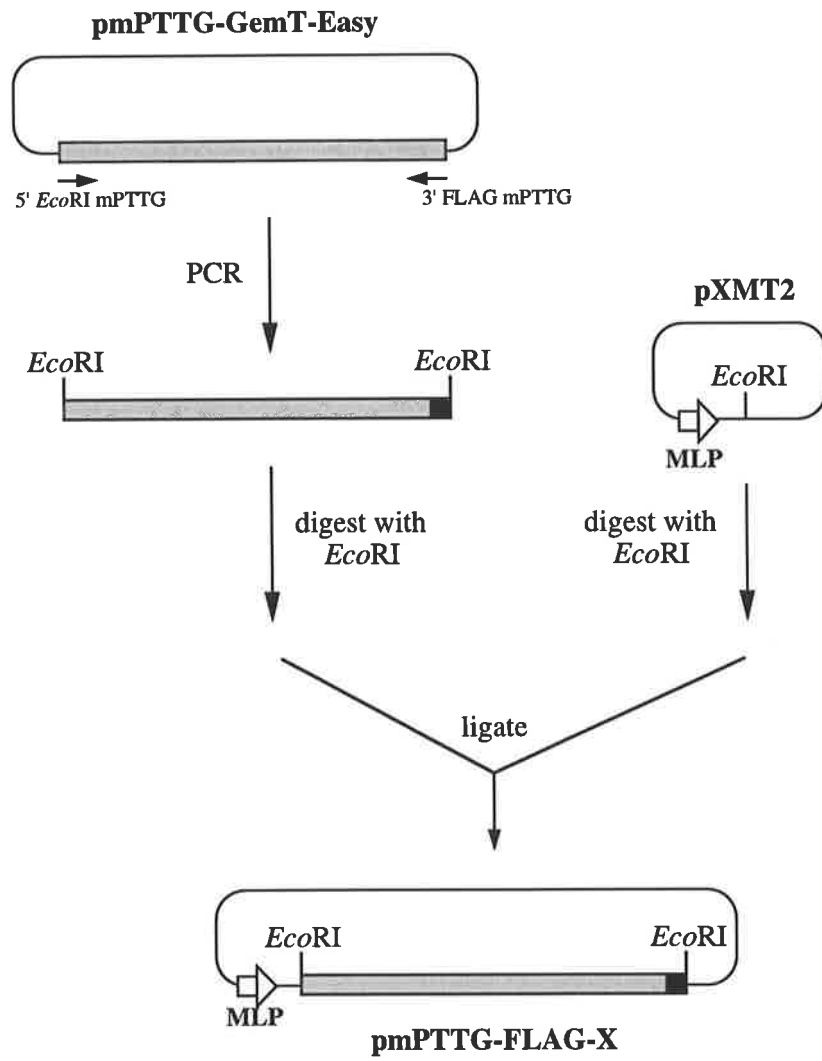 pmPTTG-GemT-Easy
5' EcoRI mPTTG
3' FLAG mPTTG
PCR
pXMT2
EcoRI
EcoRI
EcoRI
MLP
digest with
EcoRI
digest with
EcoRI
ligate
EcoRI
EcoRI
MLP
pmPTTG-FLAG-X